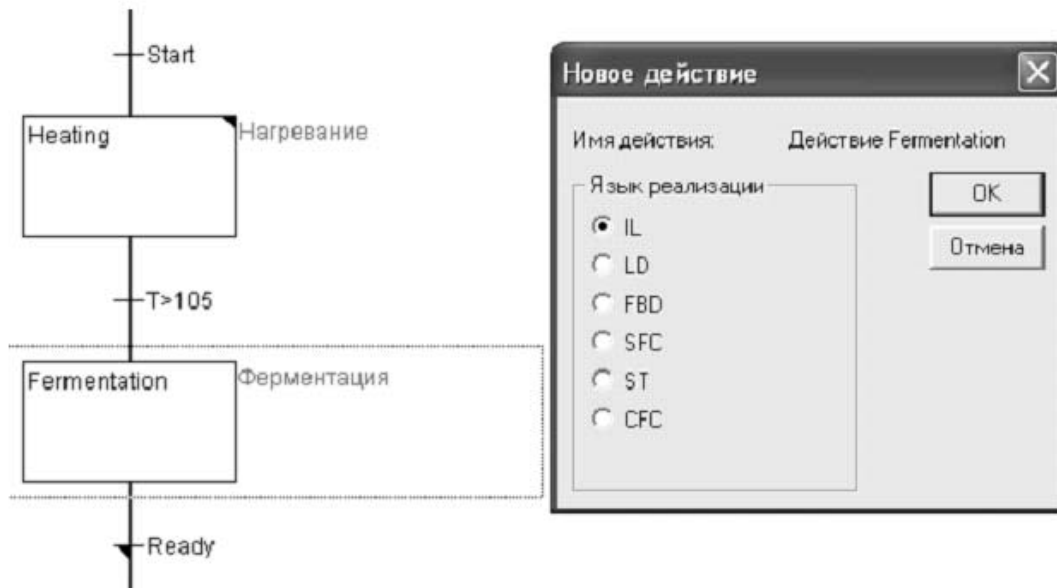 Start
Heating
Нагревание
T>105
Fermentation
Ферментация
Ready
Новое действие
Имя действия: Действие Fermentation
Язык реализации
IL
LD
FBD
SFC
ST
CFC
OK
Отмена